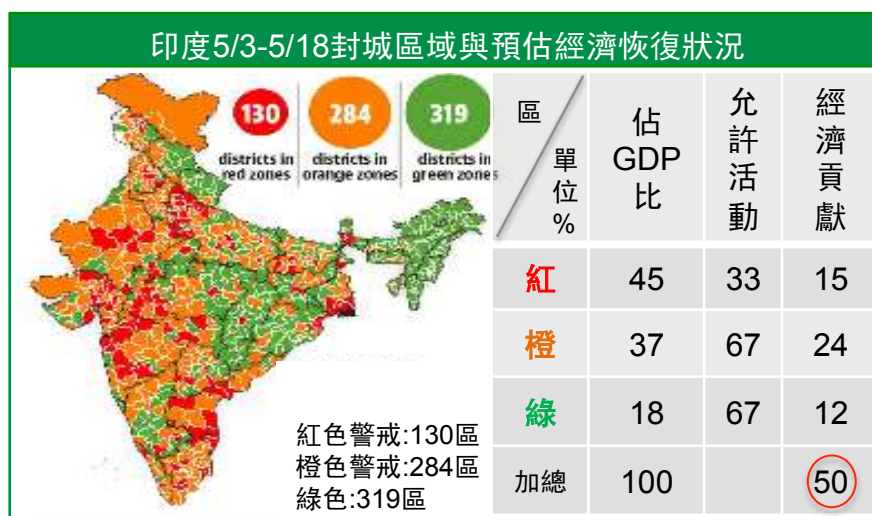 印度5/3-5/18封城區域與預估經濟恢復狀況
130 284 319
districts in districts in districts in
red zones orange zones green zones
紅色警戒:130區
橙色警戒:284區
綠色:319區
區 單位% 佔GDP比 允許活動 經濟貢獻
紅 45 33 15
橙 37 67 24
綠 18 67 12
加總 100 50